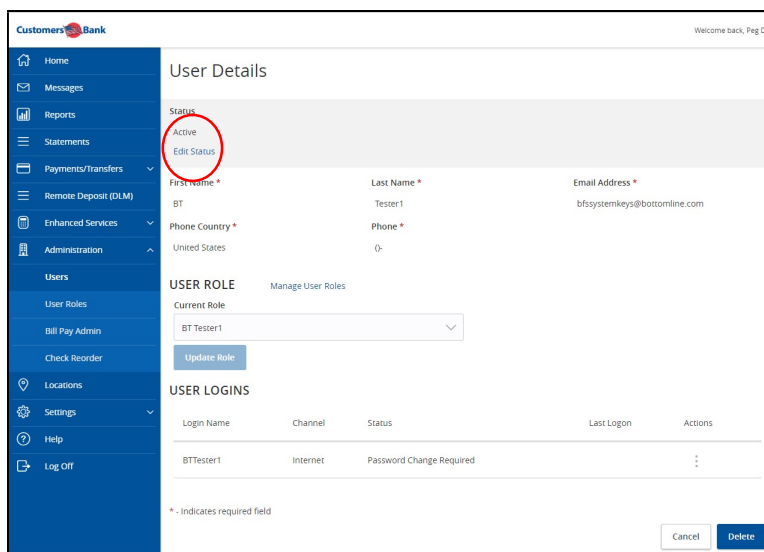 Customers Bank
Welcome back, Peg D
Home
Messages
Reports
Statements
Payments/Transfers
Remote Deposit (DLM)
Enhanced Services
Administration
Users
User Roles
Bill Pay Admin
Check Reorder
Locations
Settings
Help
Log Off
User Details
Status
Active
Edit Status
First Name * Last Name * Email Address *
BT Tester1 bfssystemkeys@bottomline.com
Phone Country * Phone *
United States ()-
USER ROLE Manage User Roles
Current Role
BT Tester1
Update Role
USER LOGINS
Login Name Channel Status Last Logon Actions
BTTester1 Internet Password Change Required
* - Indicates required field
Cancel Delete